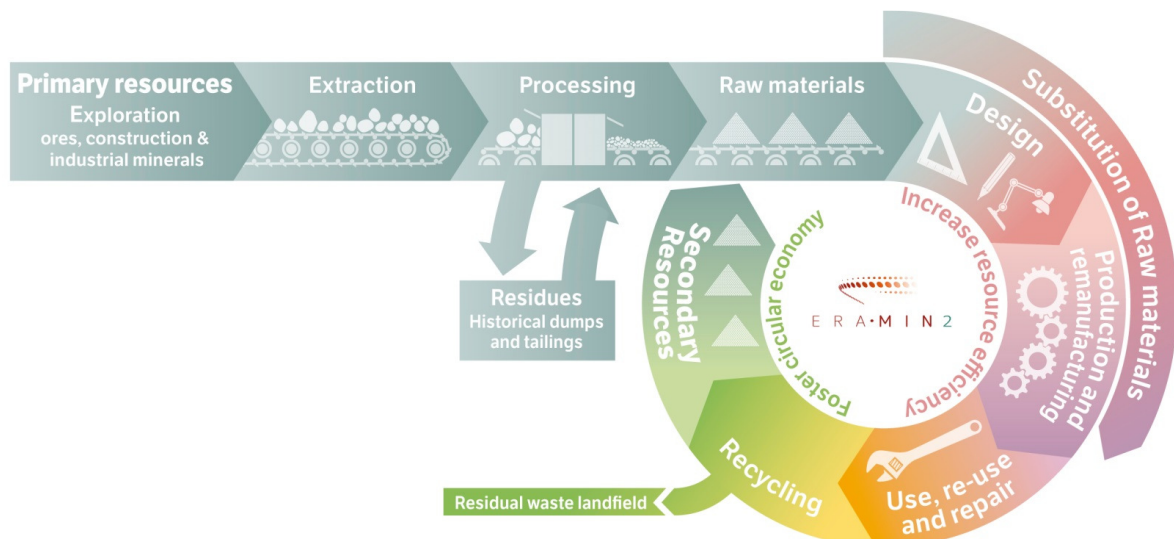 Primary resources
Exploration
ores, construction &
industrial minerals
Extraction
Processing
Raw materials
Design
Substitution of Raw materials
Production and
remanufacturing
Use, re-use
and repair
Recycling
Residual waste landfield
Secondary
Resources
Residues
Historical dumps
and tailings
Foster circular economy
Increase resource efficiency
ERA•MIN2